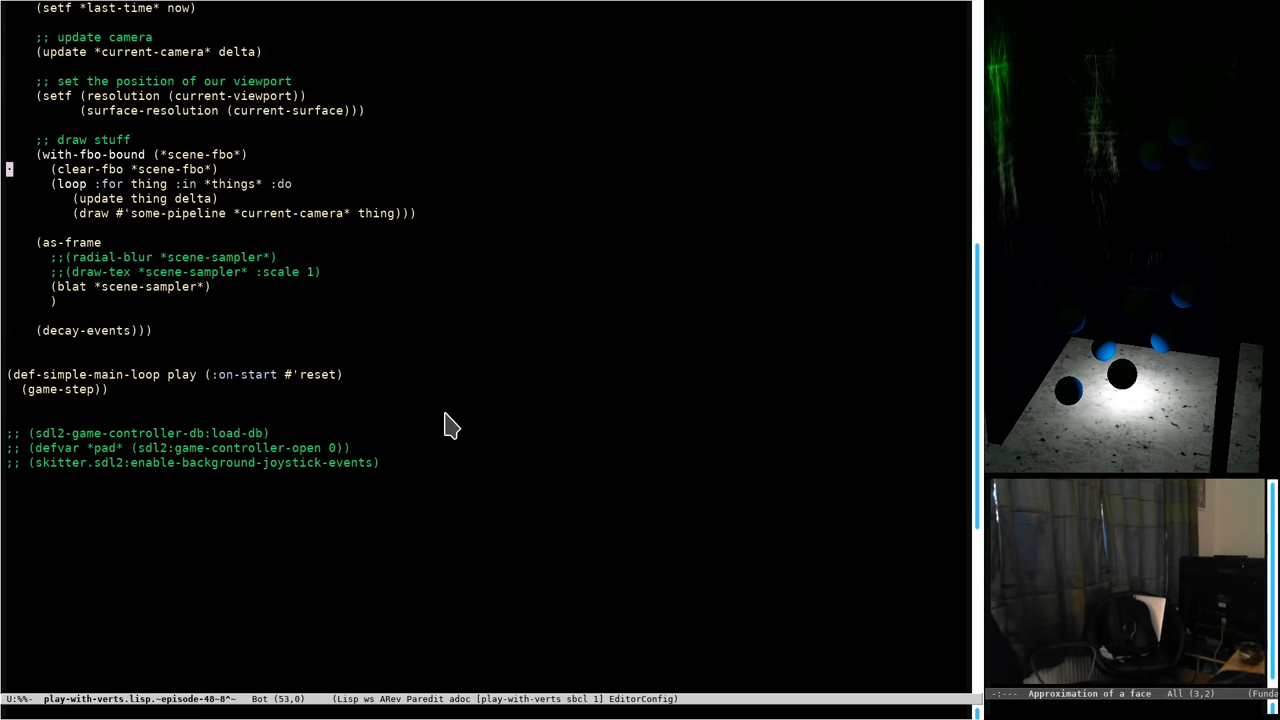 (setf *last-time* now)
;; update camera
(update *current-camera* delta)
;; set the position of our viewport
(setf (resolution (current-viewport))
(surface-resolution (current-surface)))
;; draw stuff
(with-fbo-bound (*scene-fbo*)
(clear-fbo *scene-fbo*)
(loop :for thing :in *things* :do
(update thing delta)
(draw #'some-pipeline *current-camera* thing)))
(as-frame
;;(radial-blur *scene-sampler*)
;;(draw-tex *scene-sampler* :scale 1)
(blat *scene-sampler*)
)
(decay-events)))
(def-simple-main-loop play (:on-start #'reset)
(game-step))
;; (sdl2-game-controller-db:load-db)
;; (defvar *pad* (sdl2:game-controller-open 0))
;; (skitter.sdl2:enable-background-joystick-events)
U:%%-  play-with-verts.lisp.~episode-48~8^~   Bot (53,0)     (Lisp ws ARev Paredit adoc [play-with-verts sbcl 1] EditorConfig)
-:---  Approximation of a face   All (3,2)      (Funda